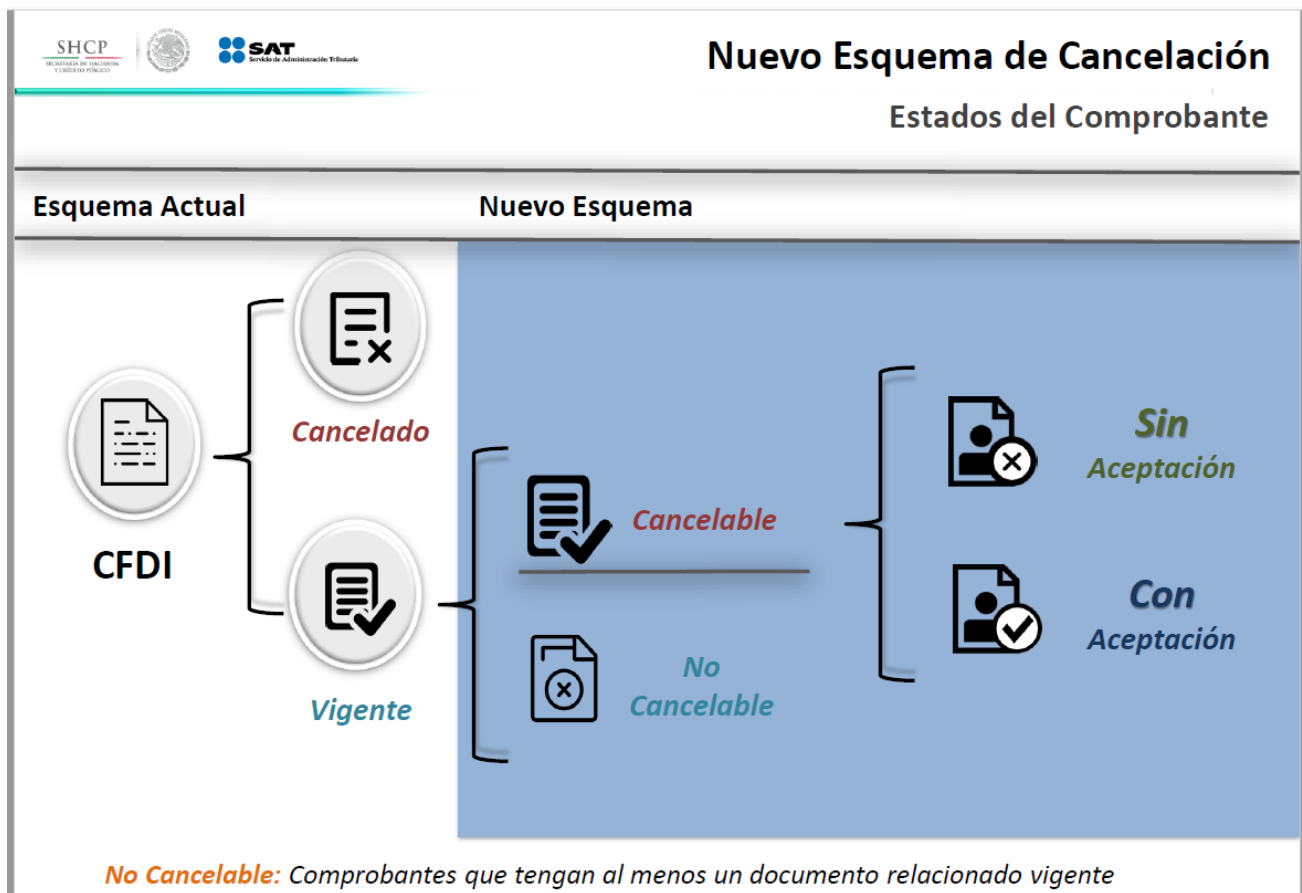 SHCP
SECRETARÍA DE HACIENDA
Y CRÉDITO PÚBLICO
SAT
Servicio de Administración Tributaria
Nuevo Esquema de Cancelación
Estados del Comprobante
Esquema Actual
Nuevo Esquema
Cancelado
CFDI
Vigente
Cancelable
No
Cancelable
Sin
Aceptación
Con
Aceptación
No Cancelable: Comprobantes que tengan al menos un documento relacionado vigente